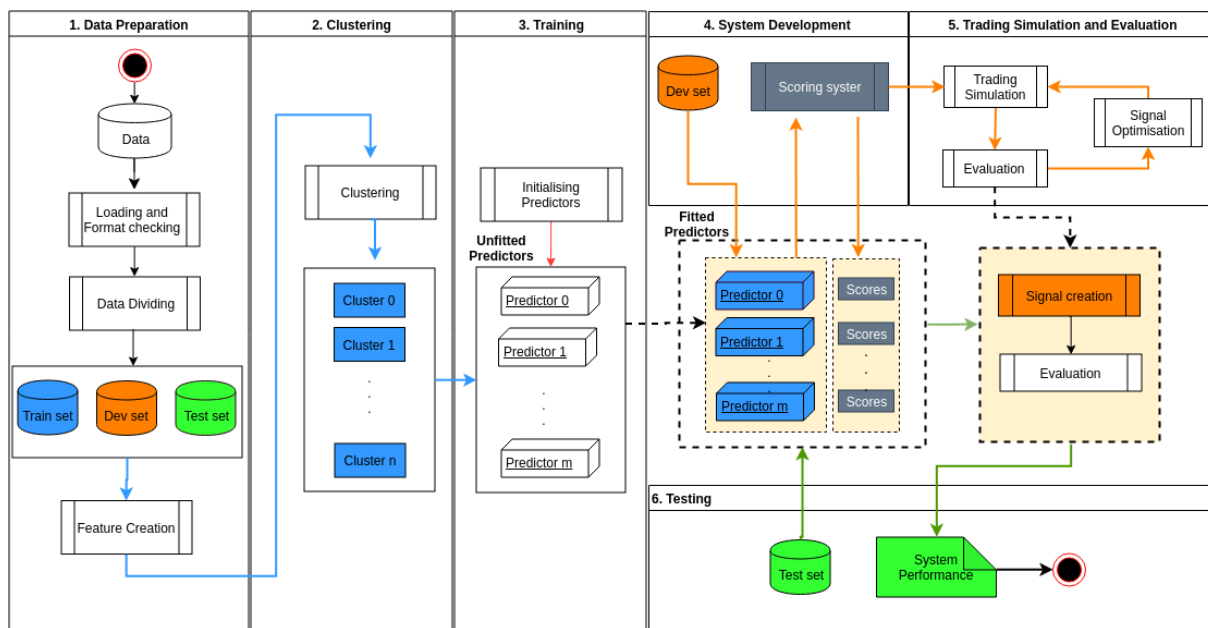 1. Data Preparation
Data
Loading and
Format checking
Data Dividing
Train set
Dev set
Test set
Feature Creation
2. Clustering
Clustering
Cluster 0
Cluster 1
.
.
.
Cluster n
3. Training
Initialising
Predictors
Unfitted
Predictors
Predictor 0
Predictor 1
.
.
.
.
Predictor m
4. System Development
Dev set
Scoring syster
Fitted
Predictors
Predictor 0
Predictor 1
. . .
Predictor m
Scores
Scores
.
.
.
Scores
5. Trading Simulation and Evaluation
Trading
Simulation
Signal
Optimisation
Evaluation
Signal creation
Evaluation
6. Testing
Test set
System
Performance